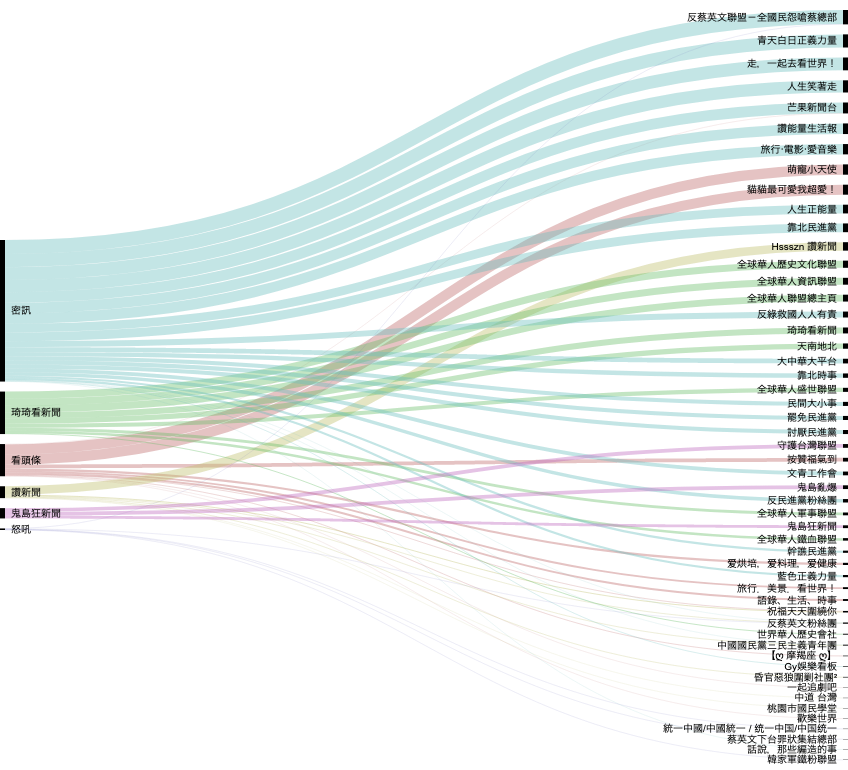 密訊
琦琦看新聞
看頭條
讚新聞
鬼島狂新聞
怒吼
反蔡英文聯盟－全國民怨嗆蔡總部
青天白日正義力量
走，一起去看世界！
人生笑著走
芒果新聞台
讚能量生活報
旅行·電影·愛音樂
萌寵小天使
貓貓最可愛我超愛！
人生正能量
靠北民進黨
Hssszn 讚新聞
全球華人歷史文化聯盟
全球華人資訊聯盟
全球華人聯盟總主頁
反綠救國人人有責
琦琦看新聞
天南地北
大中華大平台
靠北時事
全球華人盛世聯盟
民間大小事
罷免民進黨
討厭民進黨
守護台灣聯盟
按贊福氣到
文青工作會
鬼島亂爆
反民進黨粉絲團
全球華人軍事聯盟
鬼島狂新聞
全球華人鐵血聯盟
幹譙民進黨
爱烘培，爱料理，爱健康
藍色正義力量
旅行，美景，看世界！
語錄、生活、時事
祝福天天圍繞你
反蔡英文粉絲團
世界華人歷史會社
中國國民黨三民主義青年團
【ღ 摩羯座 ღ】
Gy娛樂看板
昏官惡狼圍剿社團²
一起追劇吧
中道 台灣
桃園市國民學堂
歡樂世界
統一中國/中國統一 / 统一中国/中国统一
蔡英文下台罪狀集結總部
話說，那些編造的事
韓家軍鐵粉聯盟